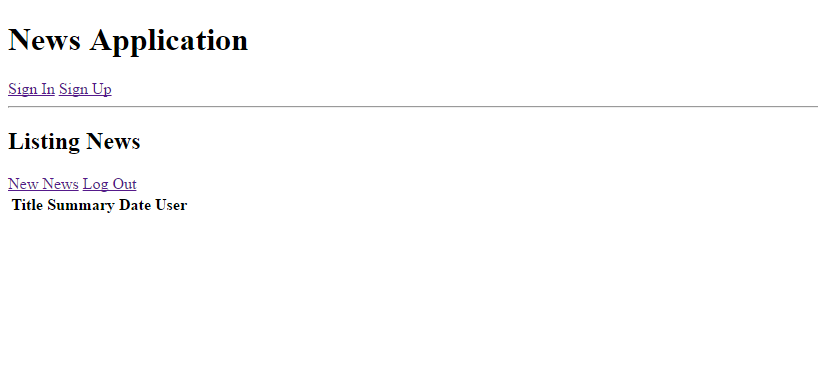 News Application
Sign In Sign Up
Listing News
New News Log Out
Title Summary Date User